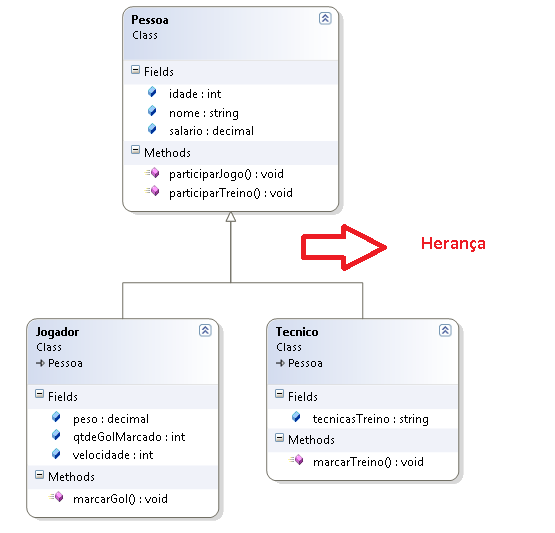 Pessoa
Class
Fields
idade : int
nome : string
salario : decimal
Methods
participarJogo() : void
participarTreino() : void
Herança
Jogador
Class
Pessoa
Fields
peso : decimal
qtdeGolMarcado : int
velocidade : int
Methods
marcarGol() : void
Tecnico
Class
Pessoa
Fields
tecnicasTreino : string
Methods
marcarTreino() : void